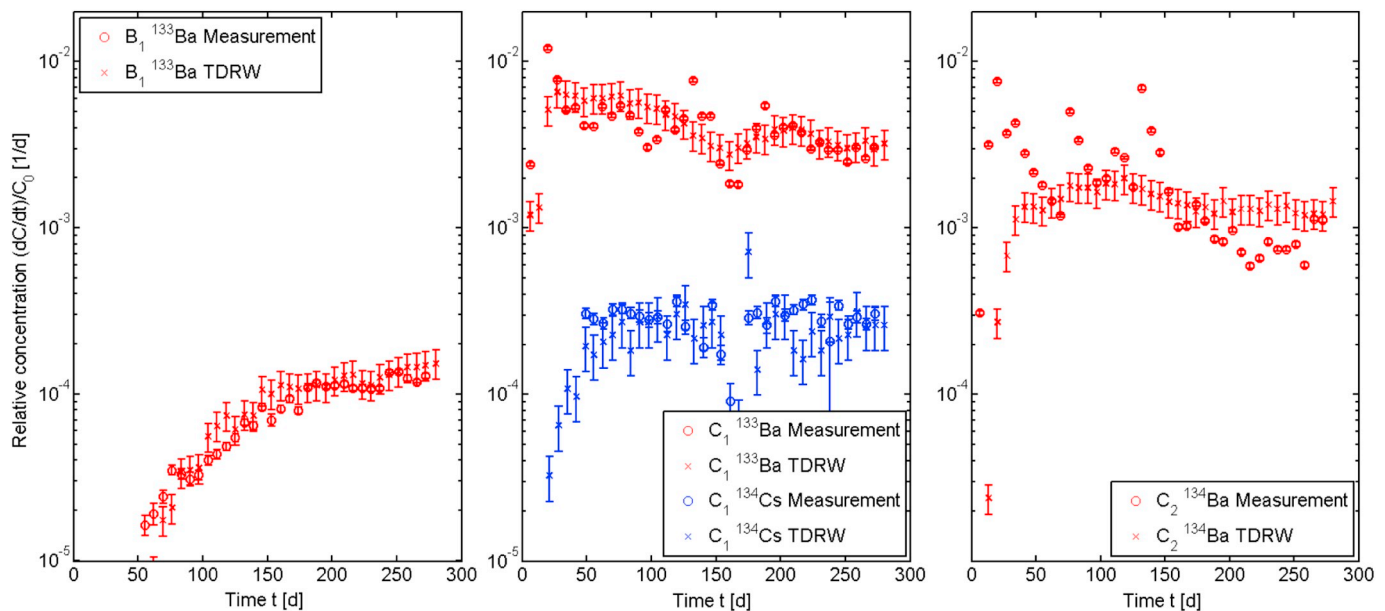 Relative concentration (dC/dt)/C₀ [1/d]
10⁻²
10⁻³
10⁻⁴
10⁻⁵
B₁ ¹³³Ba Measurement
B₁ ¹³³Ba TDRW
0 50 100 150 200 250 300
Time t [d]
10⁻²
10⁻³
10⁻⁴
10⁻⁵
C₁ ¹³³Ba Measurement
C₁ ¹³³Ba TDRW
C₁ ¹³⁴Cs Measurement
C₁ ¹³⁴Cs TDRW
0 50 100 150 200 250 300
Time t [d]
10⁻²
10⁻³
10⁻⁴
10⁻⁵
C₂ ¹³⁴Ba Measurement
C₂ ¹³⁴Ba TDRW
0 50 100 150 200 250 300
Time t [d]